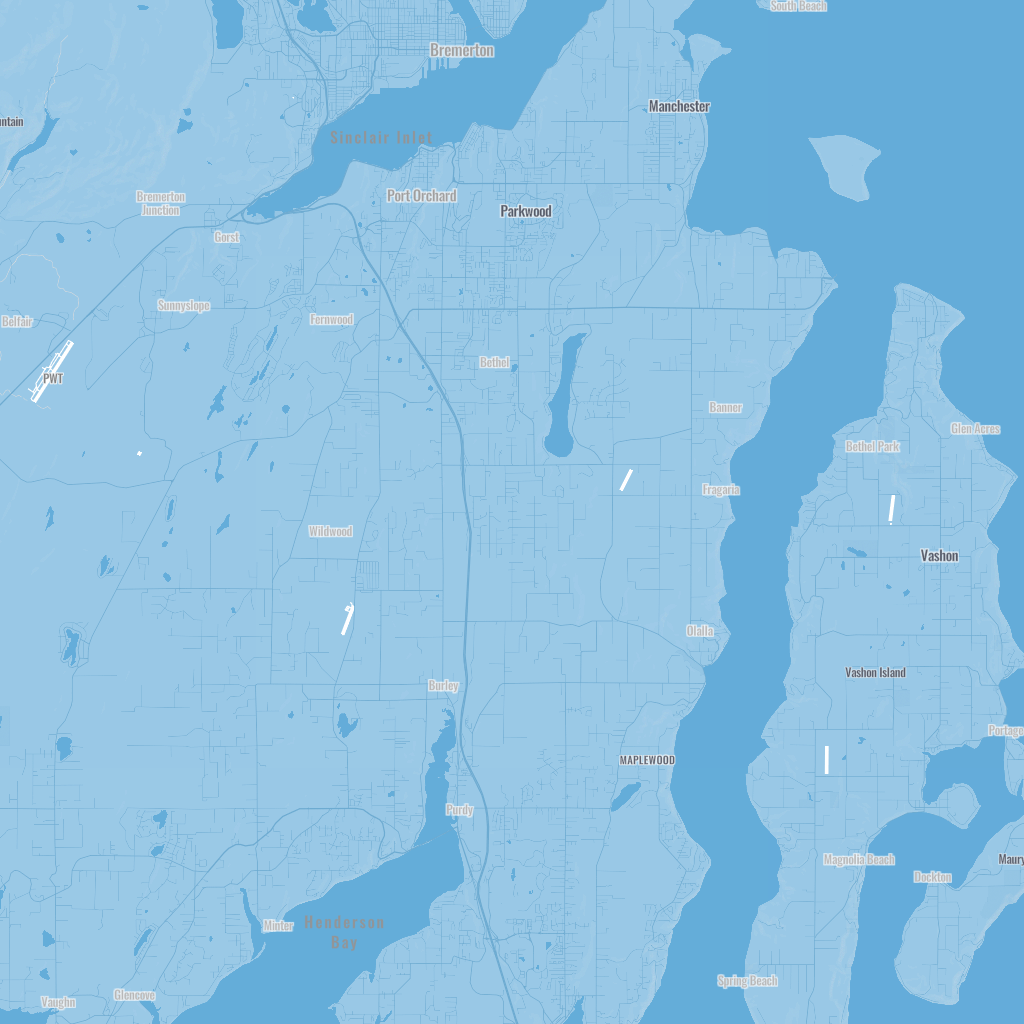 South Beach
Bremerton
Manchester
ntain
Sinclair Inlet
Bremerton
Junction
Port Orchard
Parkwood
Gorst
Sunnyslope
Belfair
Fernwood
Bethel
PWT
Banner
Glen Acres
Bethel Park
Fragaria
Wildwood
Vashon
Olalla
Vashon Island
Burley
Portage
MAPLEWOOD
Purdy
Magnolia Beach
Maury
Dockton
Minter
Henderson
Bay
Spring Beach
Glencove
Vaughn